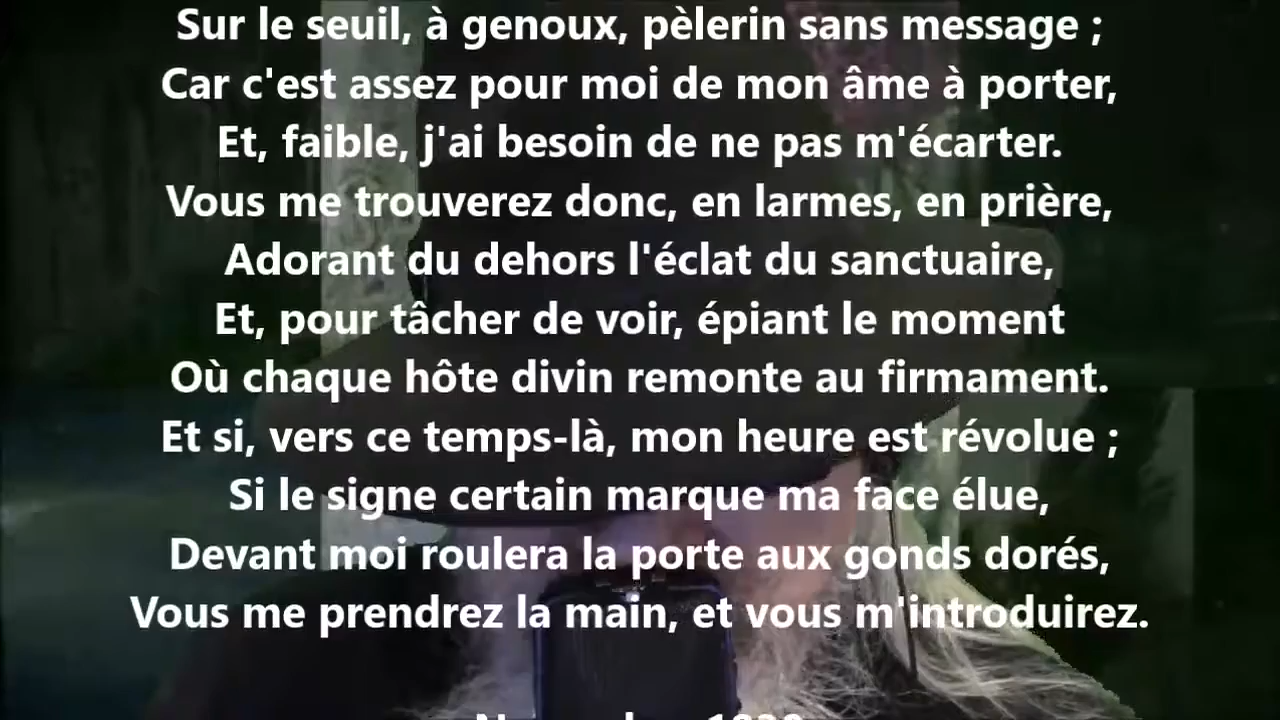 Sur le seuil, à genoux, pèlerin sans message ;
Car c'est assez pour moi de mon âme à porter,
Et, faible, j'ai besoin de ne pas m'écarter.
Vous me trouverez donc, en larmes, en prière,
Adorant du dehors l'éclat du sanctuaire,
Et, pour tâcher de voir, épiant le moment
Où chaque hôte divin remonte au firmament.
Et si, vers ce temps-là, mon heure est révolue ;
Si le signe certain marque ma face élue,
Devant moi roulera la porte aux gonds dorés,
Vous me prendrez la main, et vous m'introduirez.